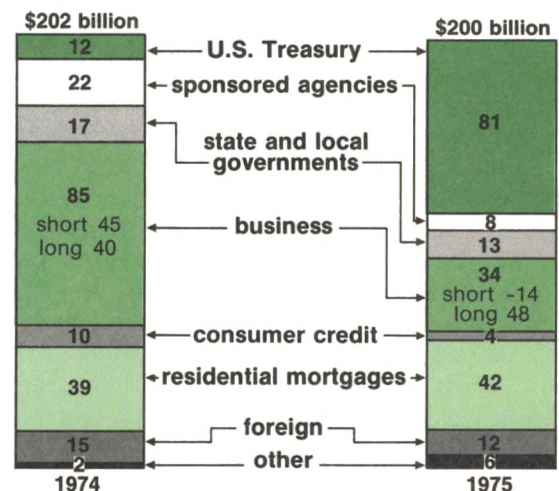 $202 billion
$200 billion
12
U.S. Treasury
22
sponsored agencies
81
17
state and local
governments
8
13
85
short 45
long 40
business
34
short -14
long 48
10
consumer credit
4
39
residential mortgages
42
15
foreign
12
2
other
6
1974
1975